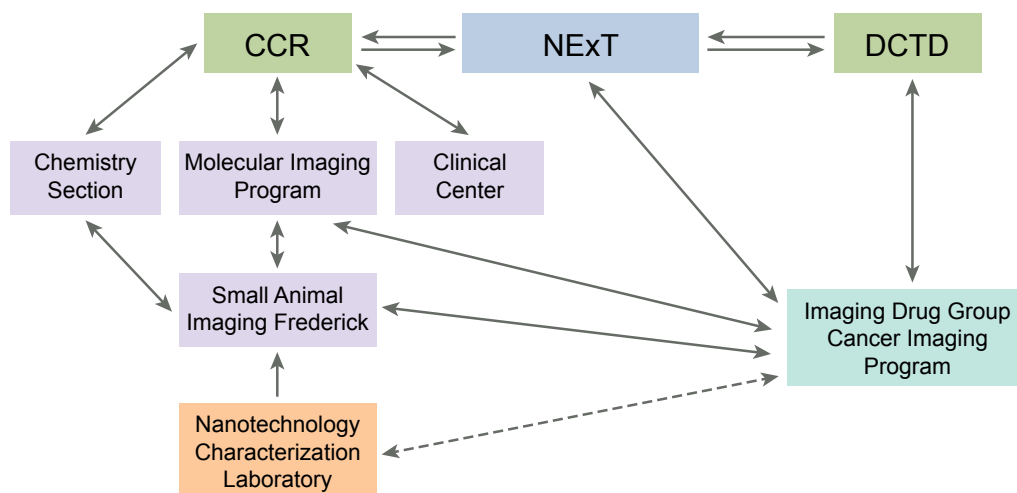 CCR
NExT
DCTD
Chemistry
Section
Molecular Imaging
Program
Clinical
Center
Small Animal
Imaging Frederick
Imaging Drug Group
Cancer Imaging
Program
Nanotechnology
Characterization
Laboratory